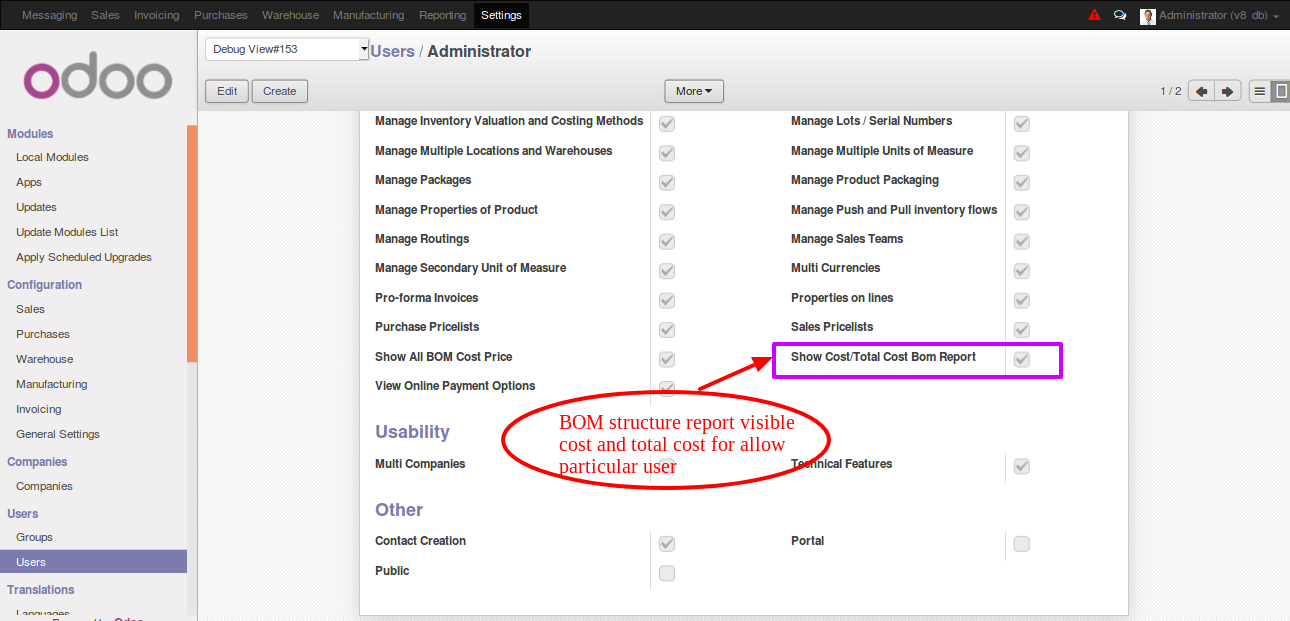 Messaging Sales Invoicing Purchases Warehouse Manufacturing Reporting Settings Administrator (v8_db)
odoo
Debug View#153 Users / Administrator
Edit Create More 1 / 2
Modules
Local Modules
Apps
Updates
Update Modules List
Apply Scheduled Upgrades
Configuration
Sales
Purchases
Warehouse
Manufacturing
Invoicing
General Settings
Companies
Companies
Users
Groups
Users
Translations
Languages
Powered by Odoo
Manage Inventory Valuation and Costing Methods Manage Lots / Serial Numbers
Manage Multiple Locations and Warehouses Manage Multiple Units of Measure
Manage Packages Manage Product Packaging
Manage Properties of Product Manage Push and Pull inventory flows
Manage Routings Manage Sales Teams
Manage Secondary Unit of Measure Multi Currencies
Pro-forma Invoices Properties on lines
Purchase Pricelists Sales Pricelists
Show All BOM Cost Price Show Cost/Total Cost Bom Report
View Online Payment Options
BOM structure report visible
cost and total cost for allow
particular user
Usability
Multi Companies Technical Features
Other
Contact Creation Portal
Public